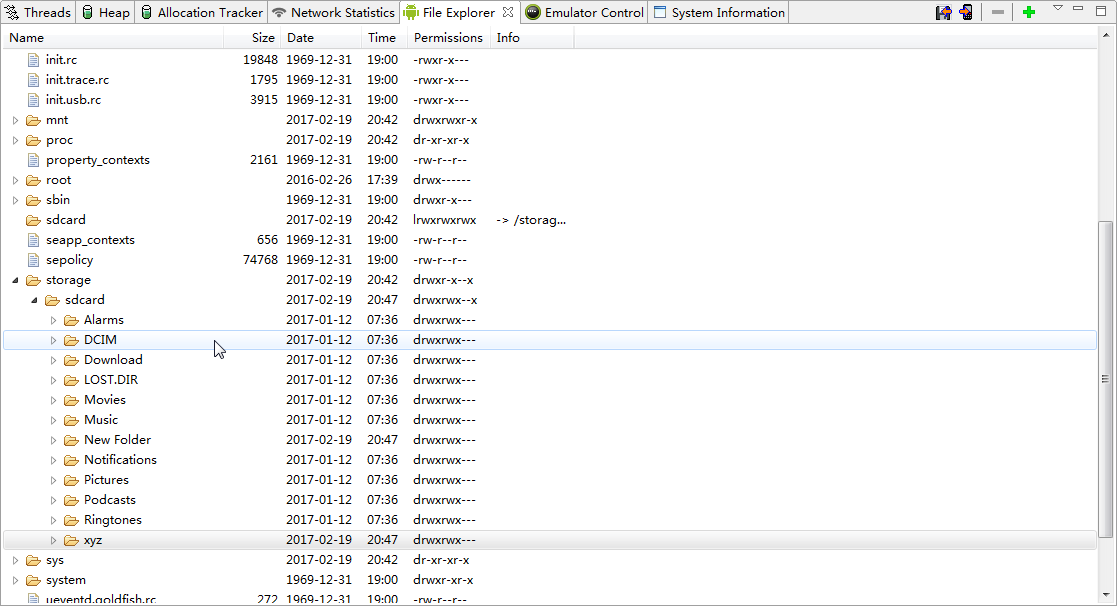 Threads Heap Allocation Tracker Network Statistics File Explorer Emulator Control System Information
Name Size Date Time Permissions Info
init.rc 19848 1969-12-31 19:00 -rwxr-x---
init.trace.rc 1795 1969-12-31 19:00 -rwxr-x---
init.usb.rc 3915 1969-12-31 19:00 -rwxr-x---
mnt 2017-02-19 20:42 drwxrwxr-x
proc 2017-02-19 20:42 dr-xr-xr-x
property_contexts 2161 1969-12-31 19:00 -rw-r--r--
root 2016-02-26 17:39 drwx------
sbin 1969-12-31 19:00 drwxr-x---
sdcard 2017-02-19 20:42 lrwxrwxrwx -> /storag...
seapp_contexts 656 1969-12-31 19:00 -rw-r--r--
sepolicy 74768 1969-12-31 19:00 -rw-r--r--
storage 2017-02-19 20:42 drwxr-x--x
sdcard 2017-02-19 20:47 drwxrwx--x
Alarms 2017-01-12 07:36 drwxrwx---
DCIM 2017-01-12 07:36 drwxrwx---
Download 2017-01-12 07:36 drwxrwx---
LOST.DIR 2017-01-12 07:36 drwxrwx---
Movies 2017-01-12 07:36 drwxrwx---
Music 2017-01-12 07:36 drwxrwx---
New Folder 2017-02-19 20:47 drwxrwx---
Notifications 2017-01-12 07:36 drwxrwx---
Pictures 2017-01-12 07:36 drwxrwx---
Podcasts 2017-01-12 07:36 drwxrwx---
Ringtones 2017-01-12 07:36 drwxrwx---
xyz 2017-02-19 20:47 drwxrwx---
sys 2017-02-19 20:42 dr-xr-xr-x
system 1969-12-31 19:00 drwxr-xr-x
ueventd.goldfish.rc 272 1969-12-31 19:00 -rw-r--r--